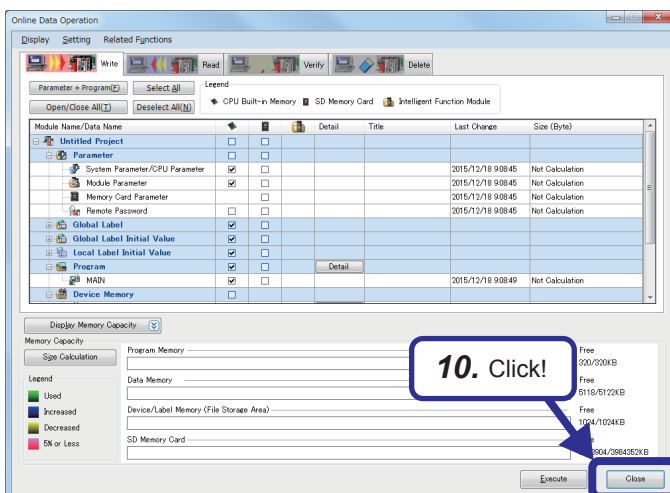 Online Data Operation
Display Setting Related Functions
Write Read Verify Delete
Parameter + Program(F) Select All Legend
CPU Built-in Memory SD Memory Card Intelligent Function Module
Open/Close All(T) Deselect All(N)
Module Name/Data Name Detail Title Last Change Size (Byte)
Untitled Project
Parameter
System Parameter/CPU Parameter 2015/12/18 9:08:45 Not Calculation
Module Parameter 2015/12/18 9:08:45 Not Calculation
Memory Card Parameter 2015/12/18 9:08:45 Not Calculation
Remote Password 2015/12/18 9:08:45 Not Calculation
Global Label
Global Label Initial Value
Local Label Initial Value
Program Detail
MAIN 2015/12/18 9:08:49 Not Calculation
Device Memory
Display Memory Capacity
Memory Capacity
Size Calculation
Program Memory Free
320/320KB
Legend
Used
Increased
Decreased
5% or Less
Data Memory Free
5118/5122KB
Device/Label Memory (File Storage Area) Free
1024/1024KB
SD Memory Card
904/3984352KB
10. Click!
Execute Close